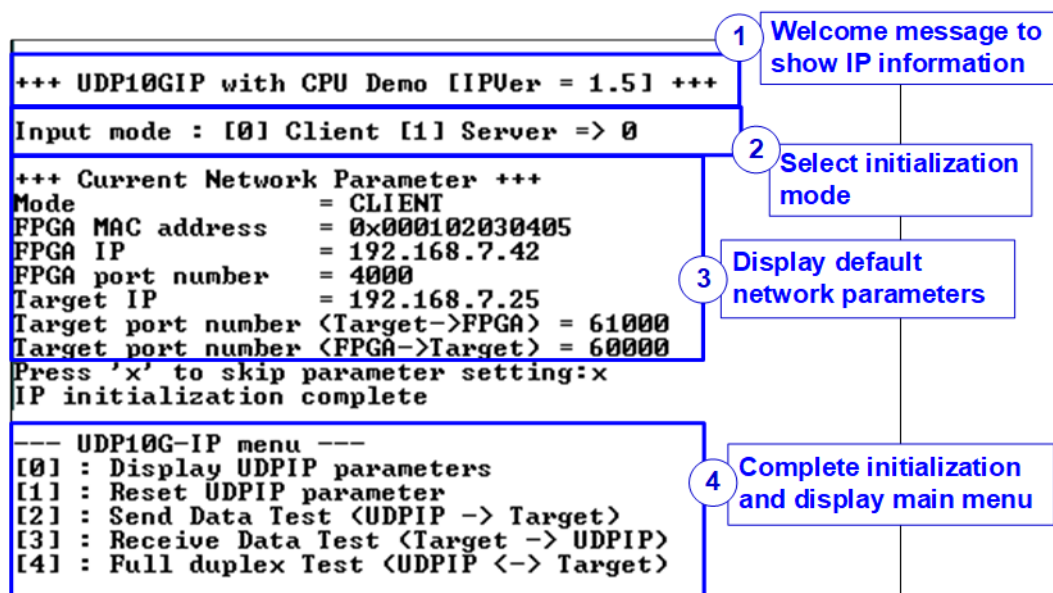 1
Welcome message to
show IP information
+++ UDP10GIP with CPU Demo [IPVer = 1.5] +++
Input mode : [0] Client [1] Server => 0
2
Select initialization
mode
+++ Current Network Parameter +++
Mode = CLIENT
FPGA MAC address = 0x000102030405
FPGA IP = 192.168.7.42
FPGA port number = 4000
Target IP = 192.168.7.25
Target port number (Target->FPGA) = 61000
Target port number (FPGA->Target) = 60000
3
Display default
network parameters
Press 'x' to skip parameter setting:x
IP initialization complete
--- UDP10G-IP menu ---
[0] : Display UDPIP parameters
[1] : Reset UDPIP parameter
[2] : Send Data Test (UDPIP -> Target)
[3] : Receive Data Test (Target -> UDPIP)
[4] : Full duplex Test (UDPIP <-> Target)
4
Complete initialization
and display main menu